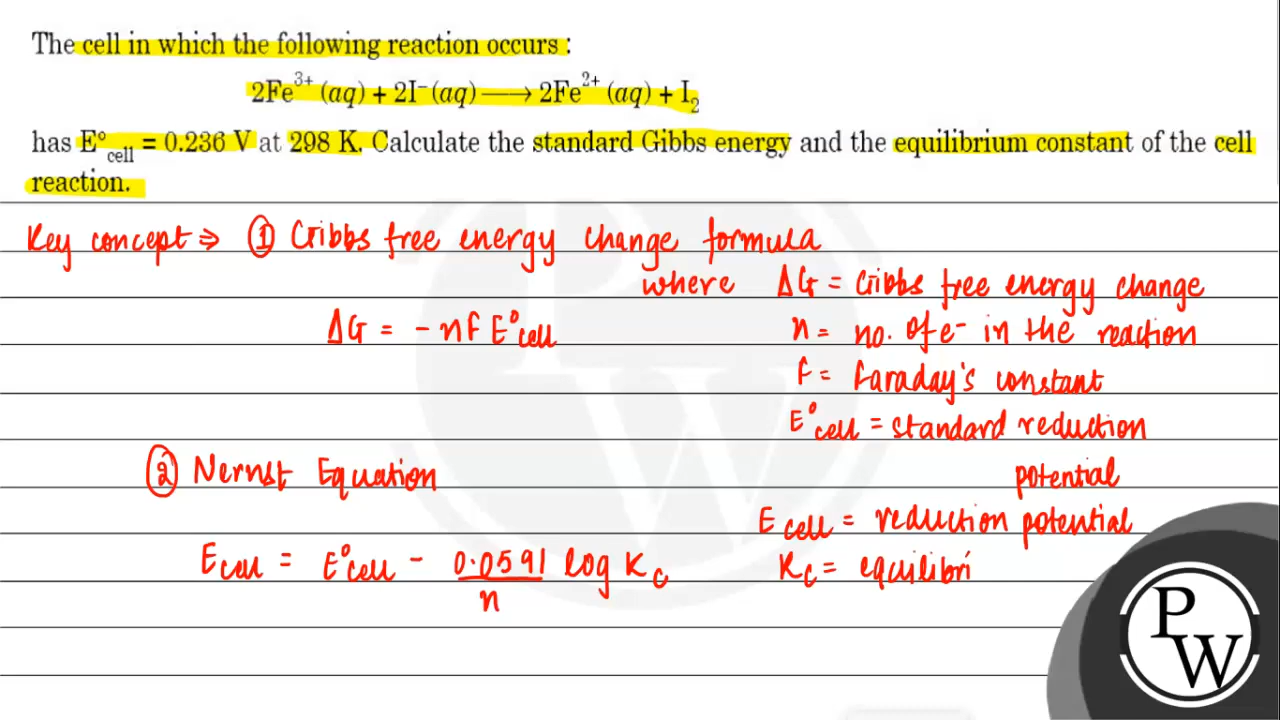 The cell in which the following reaction occurs :
2Fe³⁺ (aq) + 2I⁻ (aq) ⟶ 2Fe²⁺ (aq) + I₂
has E°cell = 0.236 V at 298 K. Calculate the standard Gibbs energy and the equilibrium constant of the cell
reaction.
Key concept ⇒ ① Gibbs free energy change formula
where ΔG = Gibbs free energy change
ΔG = - nF E°cell
n = no. of e⁻ in the reaction
F = Faraday's constant
E°cell = standard reduction
potential
② Nernst Equation
Ecell = reduction potential
Ecell = E°cell - 0.0591/n log Kc
Kc = equilibri
P
W